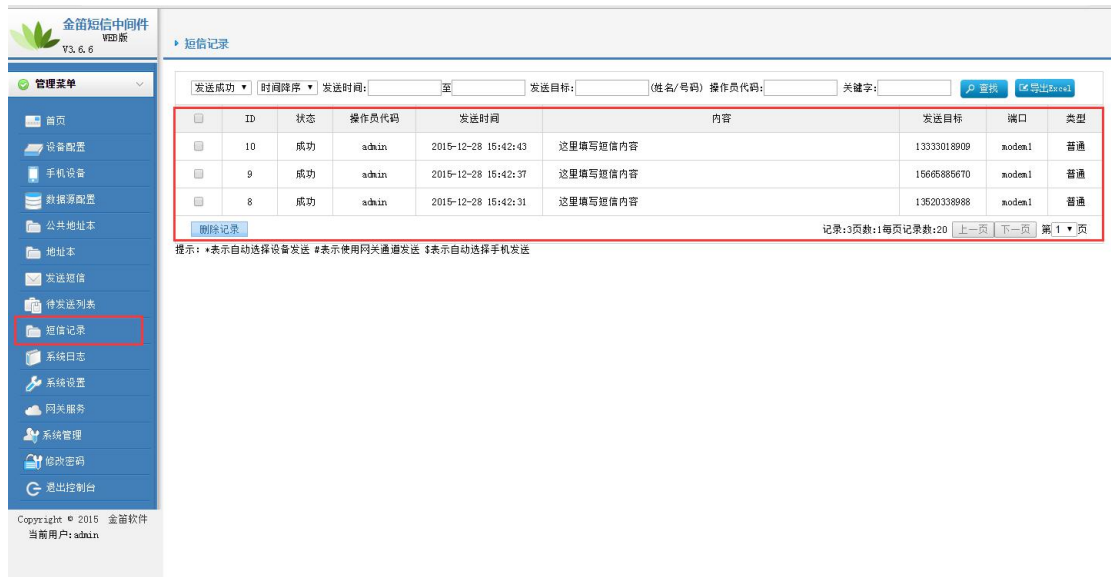 金笛短信中间件
WEB版
V3.6.6
短信记录
管理菜单
首页
设备配置
手机设备
数据源配置
公共地址本
地址本
发送短信
待发送列表
短信记录
系统日志
系统设置
网关服务
系统管理
修改密码
退出控制台
Copyright © 2015 金笛软件
当前用户:admin
发送成功 时间降序 发送时间: 至 发送目标: (姓名/号码) 操作员代码: 关键字: 查找 导出Excel
ID 状态 操作员代码 发送时间 内容 发送目标 端口 类型
10 成功 admin 2015-12-28 15:42:43 这里填写短信内容 13333018909 modem1 普通
9 成功 admin 2015-12-28 15:42:37 这里填写短信内容 15665885670 modem1 普通
8 成功 admin 2015-12-28 15:42:31 这里填写短信内容 13520338988 modem1 普通
删除记录 记录:3页数:1每页记录数:20 上一页 下一页 第 1 页
提示: *表示自动选择设备发送 #表示使用网关通道发送 $表示自动选择手机发送